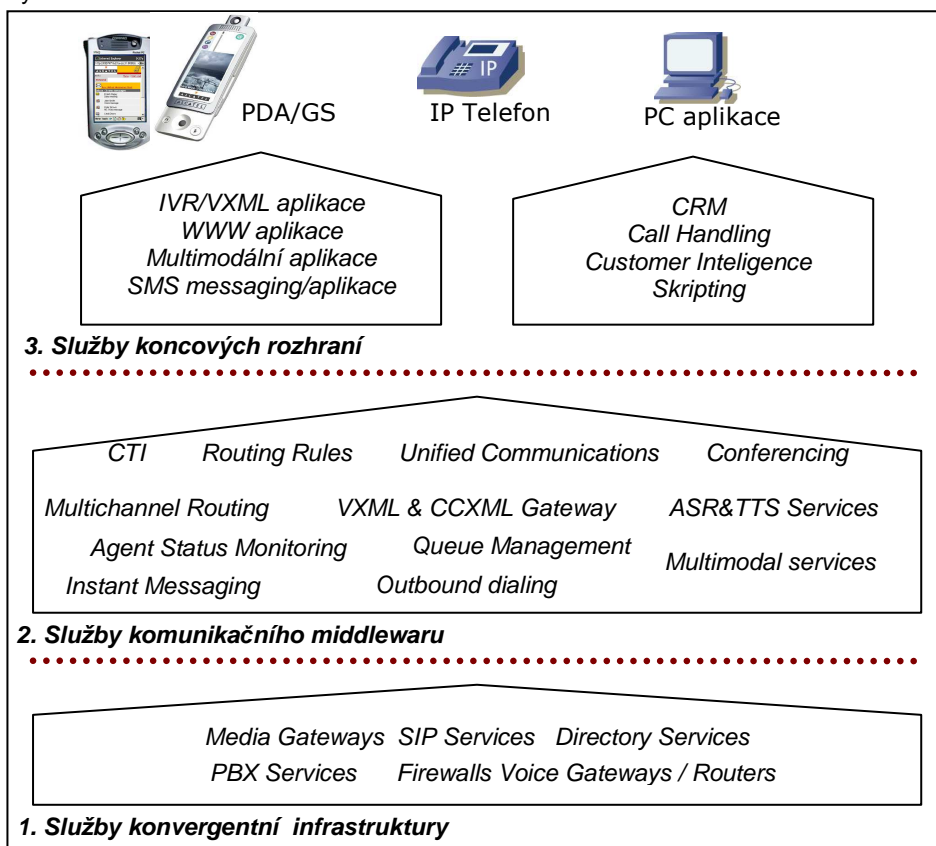 y
PDA/GS IP Telefon PC aplikace
IP
ALCATEL
IVR/VXML aplikace
WWW aplikace
Multimodální aplikace
SMS messaging/aplikace
CRM
Call Handling
Customer Inteligence
Skripting
3. Služby koncových rozhraní
CTI Routing Rules Unified Communications Conferencing
Multichannel Routing VXML & CCXML Gateway ASR&TTS Services
Agent Status Monitoring Queue Management Multimodal services
Instant Messaging Outbound dialing
2. Služby komunikačního middlewaru
Media Gateways SIP Services Directory Services
PBX Services Firewalls Voice Gateways / Routers
1. Služby konvergentní infrastruktury